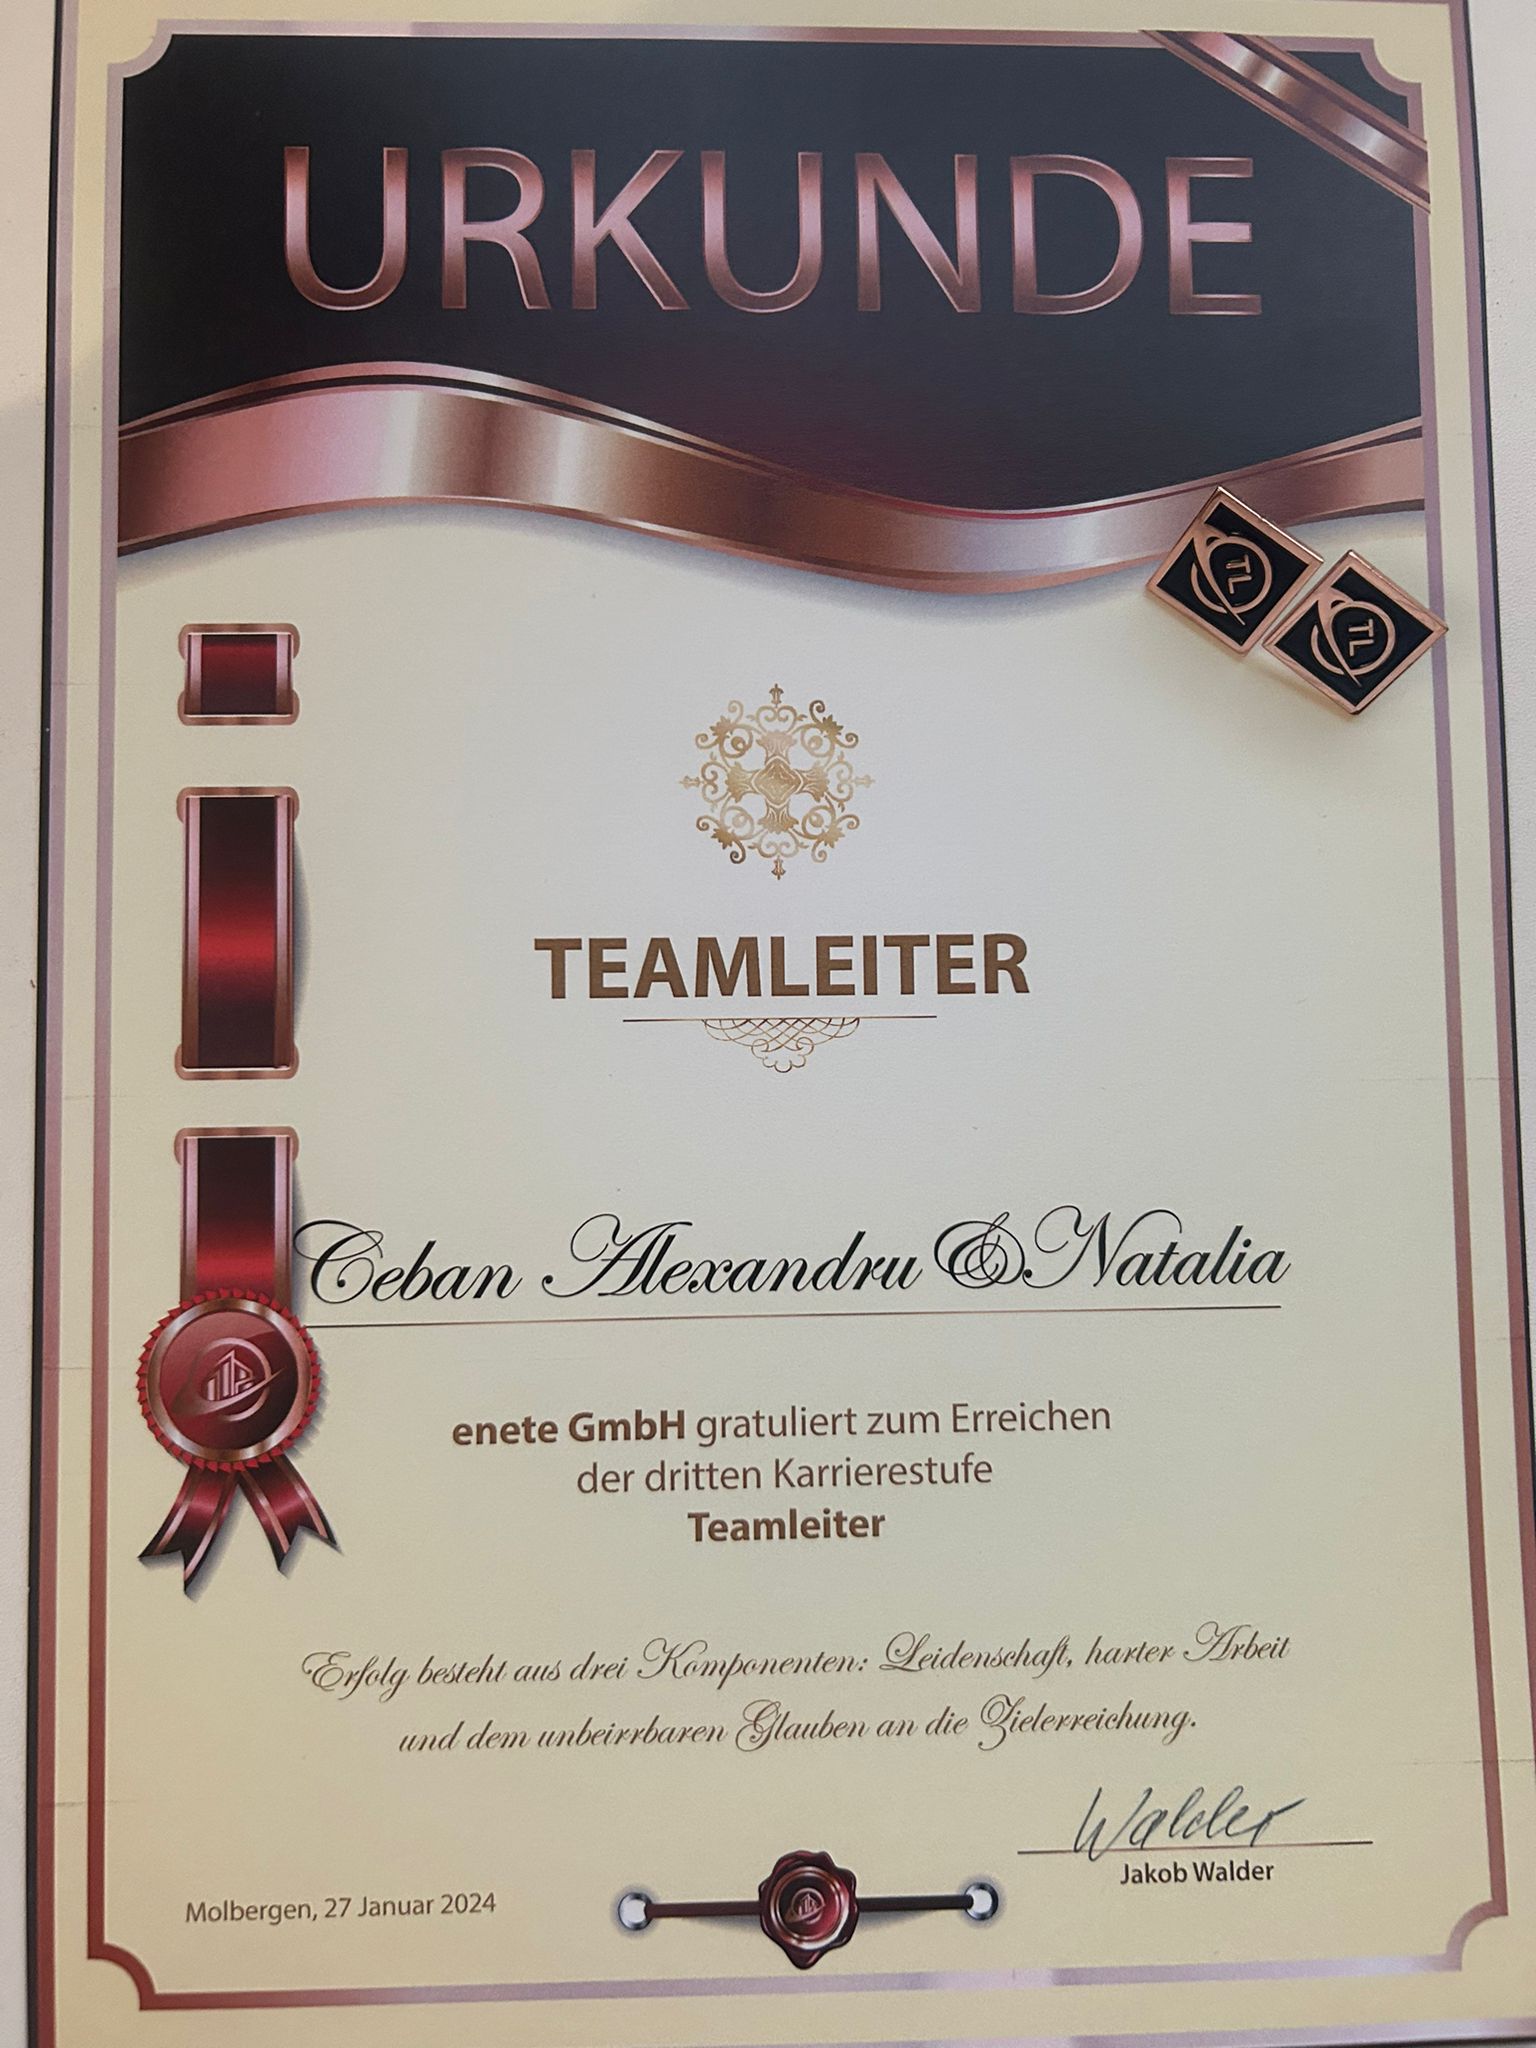 URKUNDE
TL
TL
TEAMLEITER
Ceban Alexandru & Natalia
enete GmbH gratuliert zum Erreichen
der dritten Karrierestufe
Teamleiter
Erfolg besteht aus drei Komponenten: Leidenschaft, harter Arbeit
und dem unbeirrbaren Glauben an die Zielerreichung.
Walder
Jakob Walder
Molbergen, 27 Januar 2024